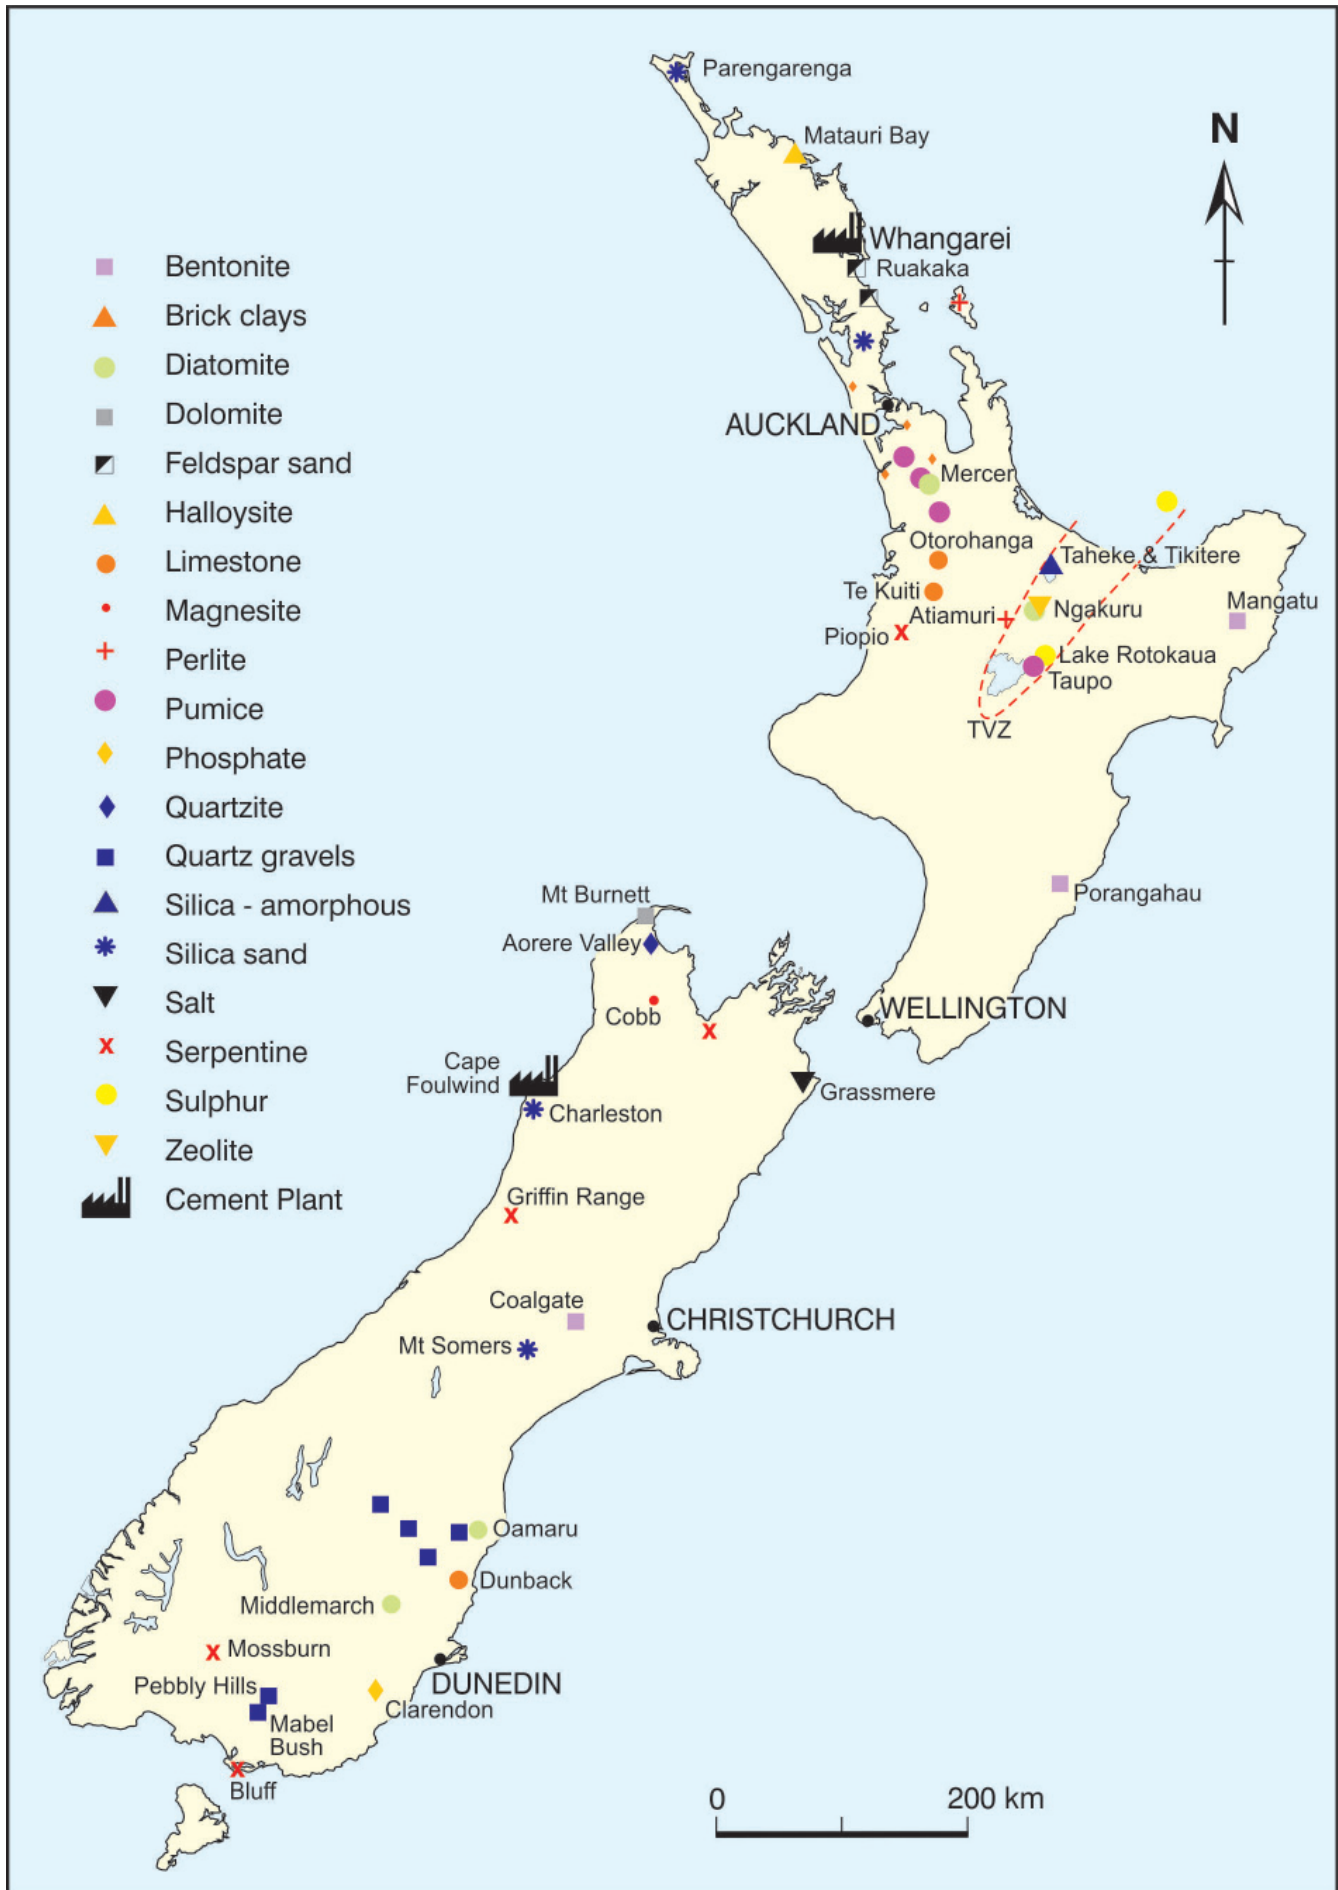 Parengarenga
Matauri Bay
N
Whangarei
Ruakaka
Bentonite
Brick clays
Diatomite
Dolomite
Feldspar sand
Halloysite
Limestone
Magnesite
Perlite
Pumice
Phosphate
Quartzite
Quartz gravels
Silica - amorphous
Silica sand
Salt
Serpentine
Sulphur
Zeolite
Cement Plant
AUCKLAND
Mercer
Otorohanga
Taheke & Tikitere
Te Kuiti
Atiamuri
Ngakuru
Mangatu
Piopio
Lake Rotokaua
Taupo
TVZ
Porangahau
Mt Burnett
Aorere Valley
Cobb
WELLINGTON
Cape
Foulwind
Grassmere
Charleston
Griffin Range
Coalgate
CHRISTCHURCH
Mt Somers
Oamaru
Dunback
Middlemarch
Mossburn
Pebbly Hills
DUNEDIN
Clarendon
Mabel
Bush
Bluff
0 200 km